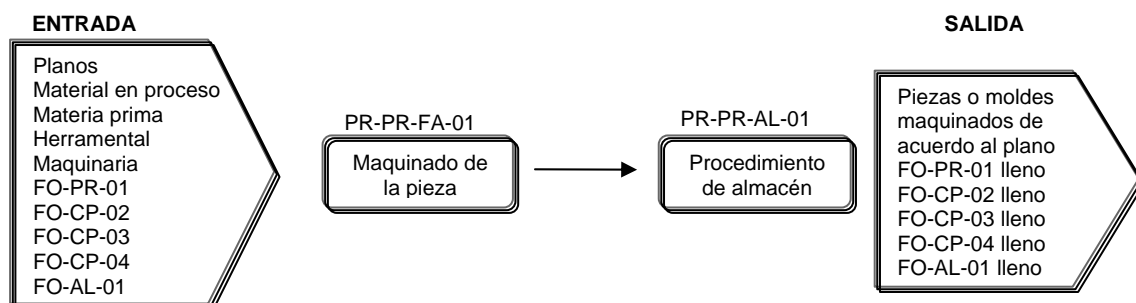 ENTRADA
Planos
Material en proceso
Materia prima
Herramental
Maquinaria
FO-PR-01
FO-CP-02
FO-CP-03
FO-CP-04
FO-AL-01
PR-PR-FA-01
Maquinado de
la pieza
PR-PR-AL-01
Procedimiento
de almacén
SALIDA
Piezas o moldes
maquinados de
acuerdo al plano
FO-PR-01 lleno
FO-CP-02 lleno
FO-CP-03 lleno
FO-CP-04 lleno
FO-AL-01 lleno